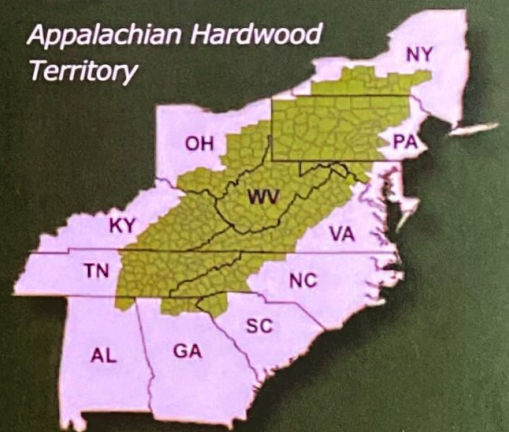 Appalachian Hardwood
Territory
NY
OH
PA
WV
KY
VA
TN
NC
SC
AL
GA